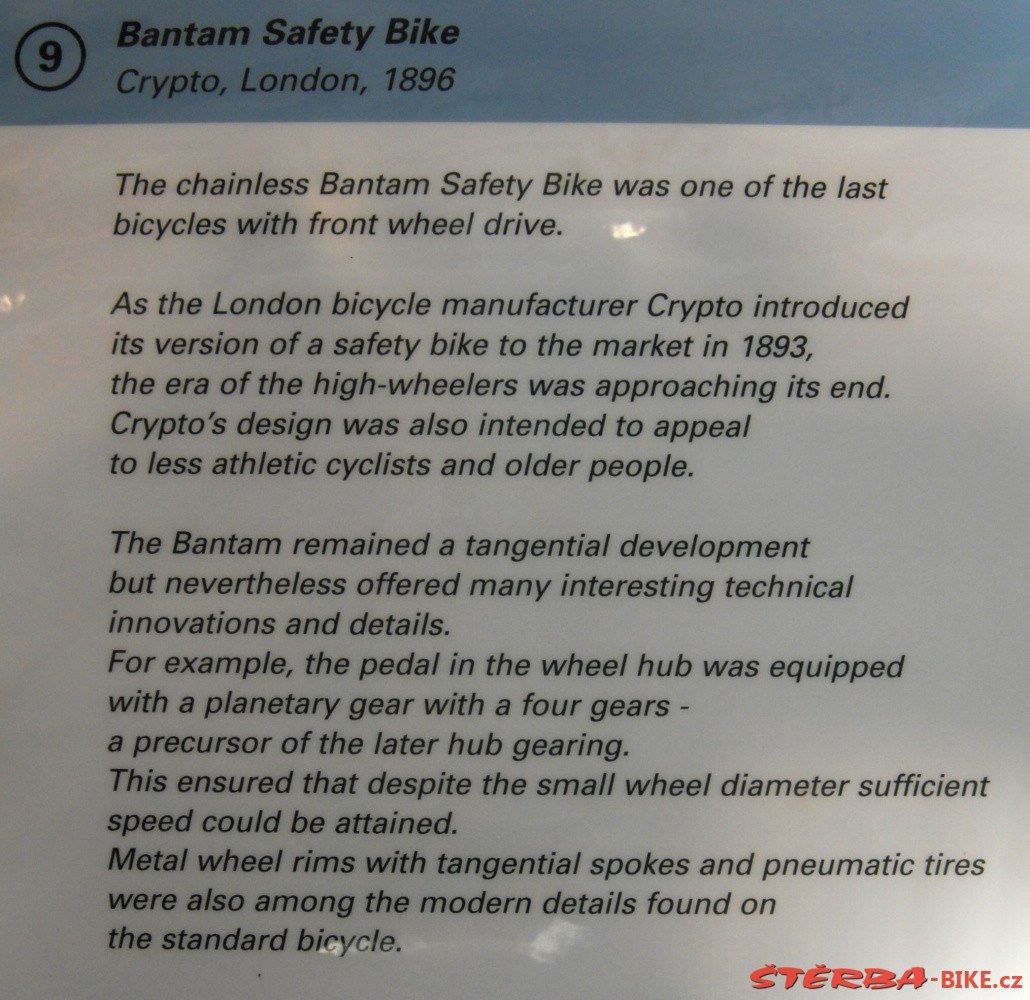 9
Bantam Safety Bike
Crypto, London, 1896
The chainless Bantam Safety Bike was one of the last
bicycles with front wheel drive.
As the London bicycle manufacturer Crypto introduced
its version of a safety bike to the market in 1893,
the era of the high-wheelers was approaching its end.
Crypto's design was also intended to appeal
to less athletic cyclists and older people.
The Bantam remained a tangential development
but nevertheless offered many interesting technical
innovations and details.
For example, the pedal in the wheel hub was equipped
with a planetary gear with a four gears -
a precursor of the later hub gearing.
This ensured that despite the small wheel diameter sufficient
speed could be attained.
Metal wheel rims with tangential spokes and pneumatic tires
were also among the modern details found on
the standard bicycle.
ŠTĚRBA-BIKE.cz